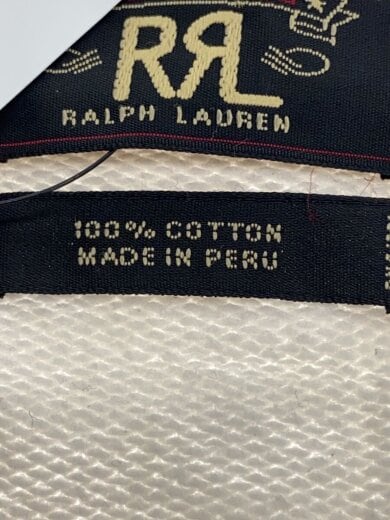 RRL
RALPH LAUREN
100% COTTON
MADE IN PERU